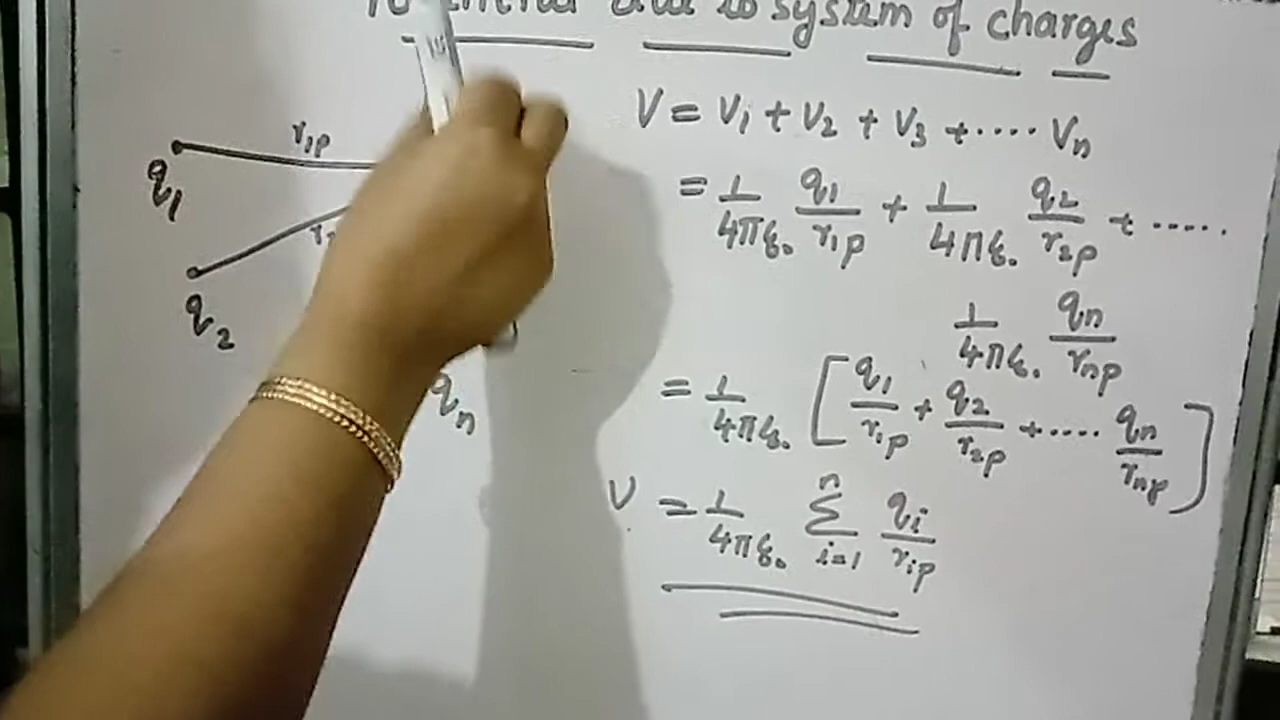 system of charges
V = V₁ + V₂ + V₃ + ..... Vₙ
r₁ₚ
q₁
= 1/4πε₀ q₁/r₁ₚ + 1/4πε₀ q₂/r₂ₚ + .....
q₂
1/4πε₀ qₙ/rₙₚ
qₙ
= 1/4πε₀ [q₁/r₁ₚ + q₂/r₂ₚ + .... qₙ/rₙₚ]
V = 1/4πε₀ Σⁿᵢ₌₁ qᵢ/rᵢₚ